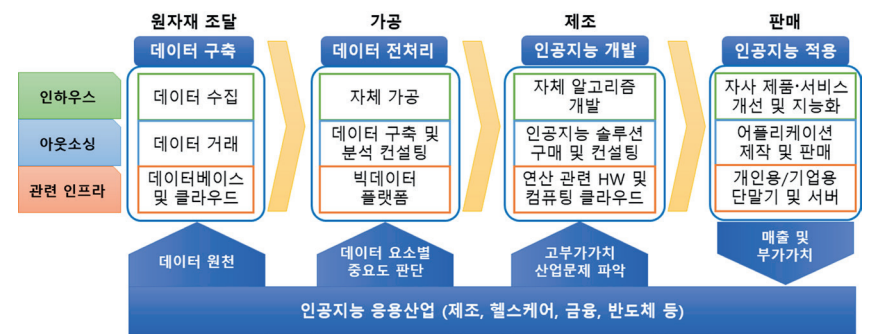 원자재 조달
가공
제조
판매
데이터 구축
데이터 전처리
인공지능 개발
인공지능 적용
인하우스
데이터 수집
자체 가공
자체 알고리즘
개발
자사 제품·서비스
개선 및 지능화
아웃소싱
데이터 거래
데이터 구축 및
분석 컨설팅
인공지능 솔루션
구매 및 컨설팅
어플리케이션
제작 및 판매
관련 인프라
데이터베이스
및 클라우드
빅데이터
플랫폼
연산 관련 HW 및
컴퓨팅 클라우드
개인용/기업용
단말기 및 서버
데이터 원천
데이터 요소별
중요도 판단
고부가가치
산업문제 파악
매출 및
부가가치
인공지능 응용산업 (제조, 헬스케어, 금융, 반도체 등)